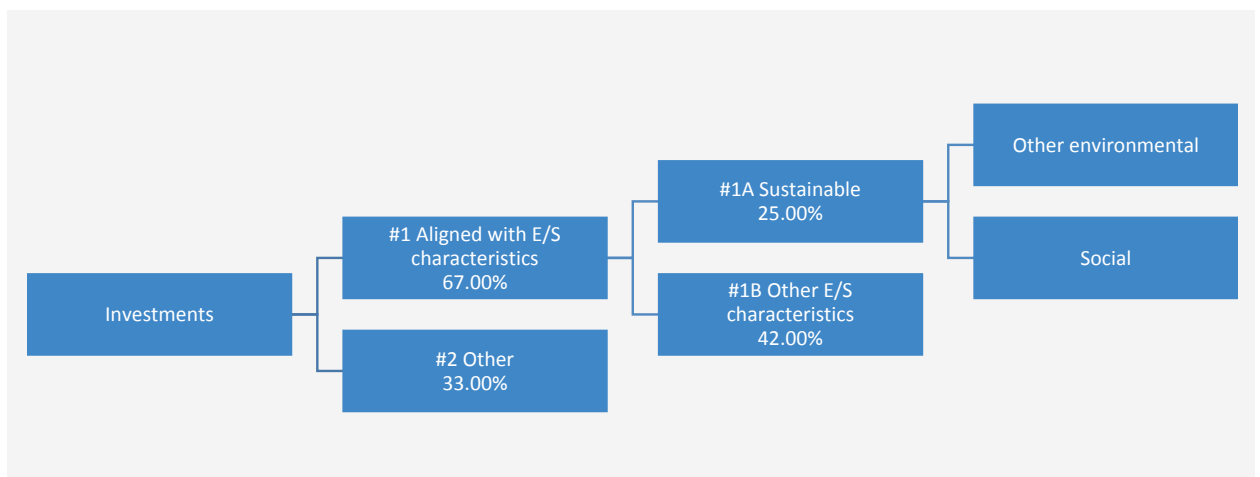 Investments
#1 Aligned with E/S
characteristics
67.00%
#2 Other
33.00%
#1A Sustainable
25.00%
#1B Other E/S
characteristics
42.00%
Other environmental
Social